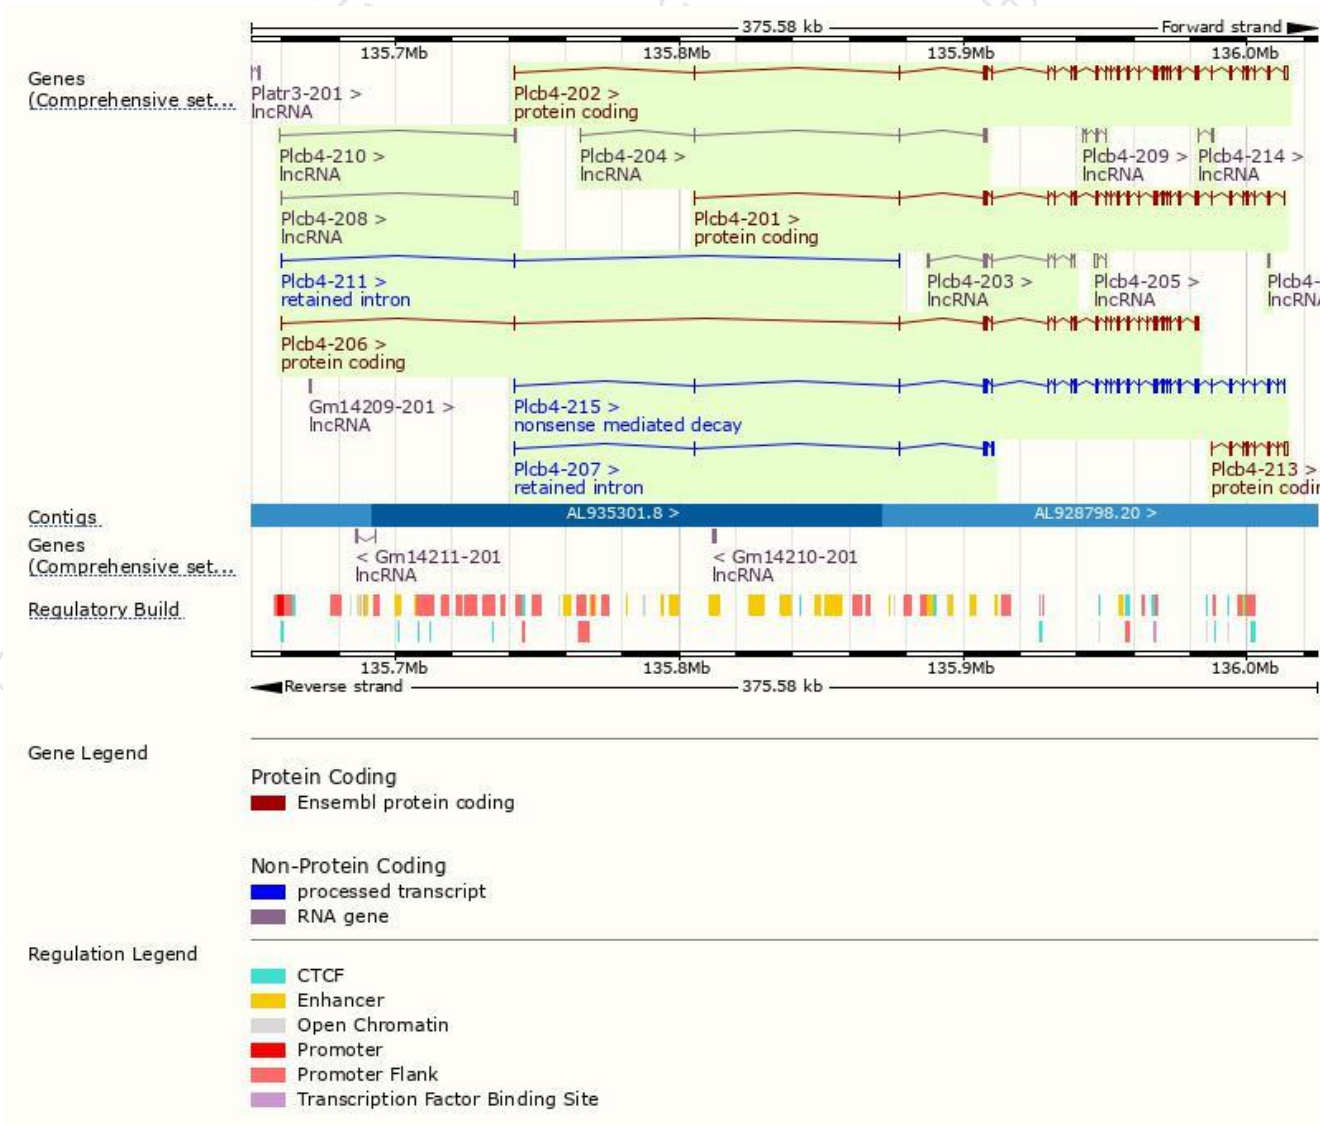 375.58 kb
Forward strand
135.7Mb 135.8Mb 135.9Mb 136.0Mb
Genes
(Comprehensive set...
Platr3-201 >
lncRNA
Plcb4-202 >
protein coding
Plcb4-210 >
lncRNA
Plcb4-204 >
lncRNA
Plcb4-209 >
lncRNA
Plcb4-214 >
lncRNA
Plcb4-208 >
lncRNA
Plcb4-201 >
protein coding
Plcb4-211 >
retained intron
Plcb4-203 >
lncRNA
Plcb4-205 >
lncRNA
Plcb4-
lncRNA
Plcb4-206 >
protein coding
Gm14209-201 >
lncRNA
Plcb4-215 >
nonsense mediated decay
Plcb4-207 >
retained intron
Plcb4-213 >
protein codin
Contigs
AL935301.8 >
AL928798.20 >
Genes
(Comprehensive set...
< Gm14211-201
lncRNA
< Gm14210-201
lncRNA
Regulatory Build
135.7Mb 135.8Mb 135.9Mb 136.0Mb
Reverse strand
375.58 kb
Gene Legend
Protein Coding
Ensembl protein coding
Non-Protein Coding
processed transcript
RNA gene
Regulation Legend
CTCF
Enhancer
Open Chromatin
Promoter
Promoter Flank
Transcription Factor Binding Site